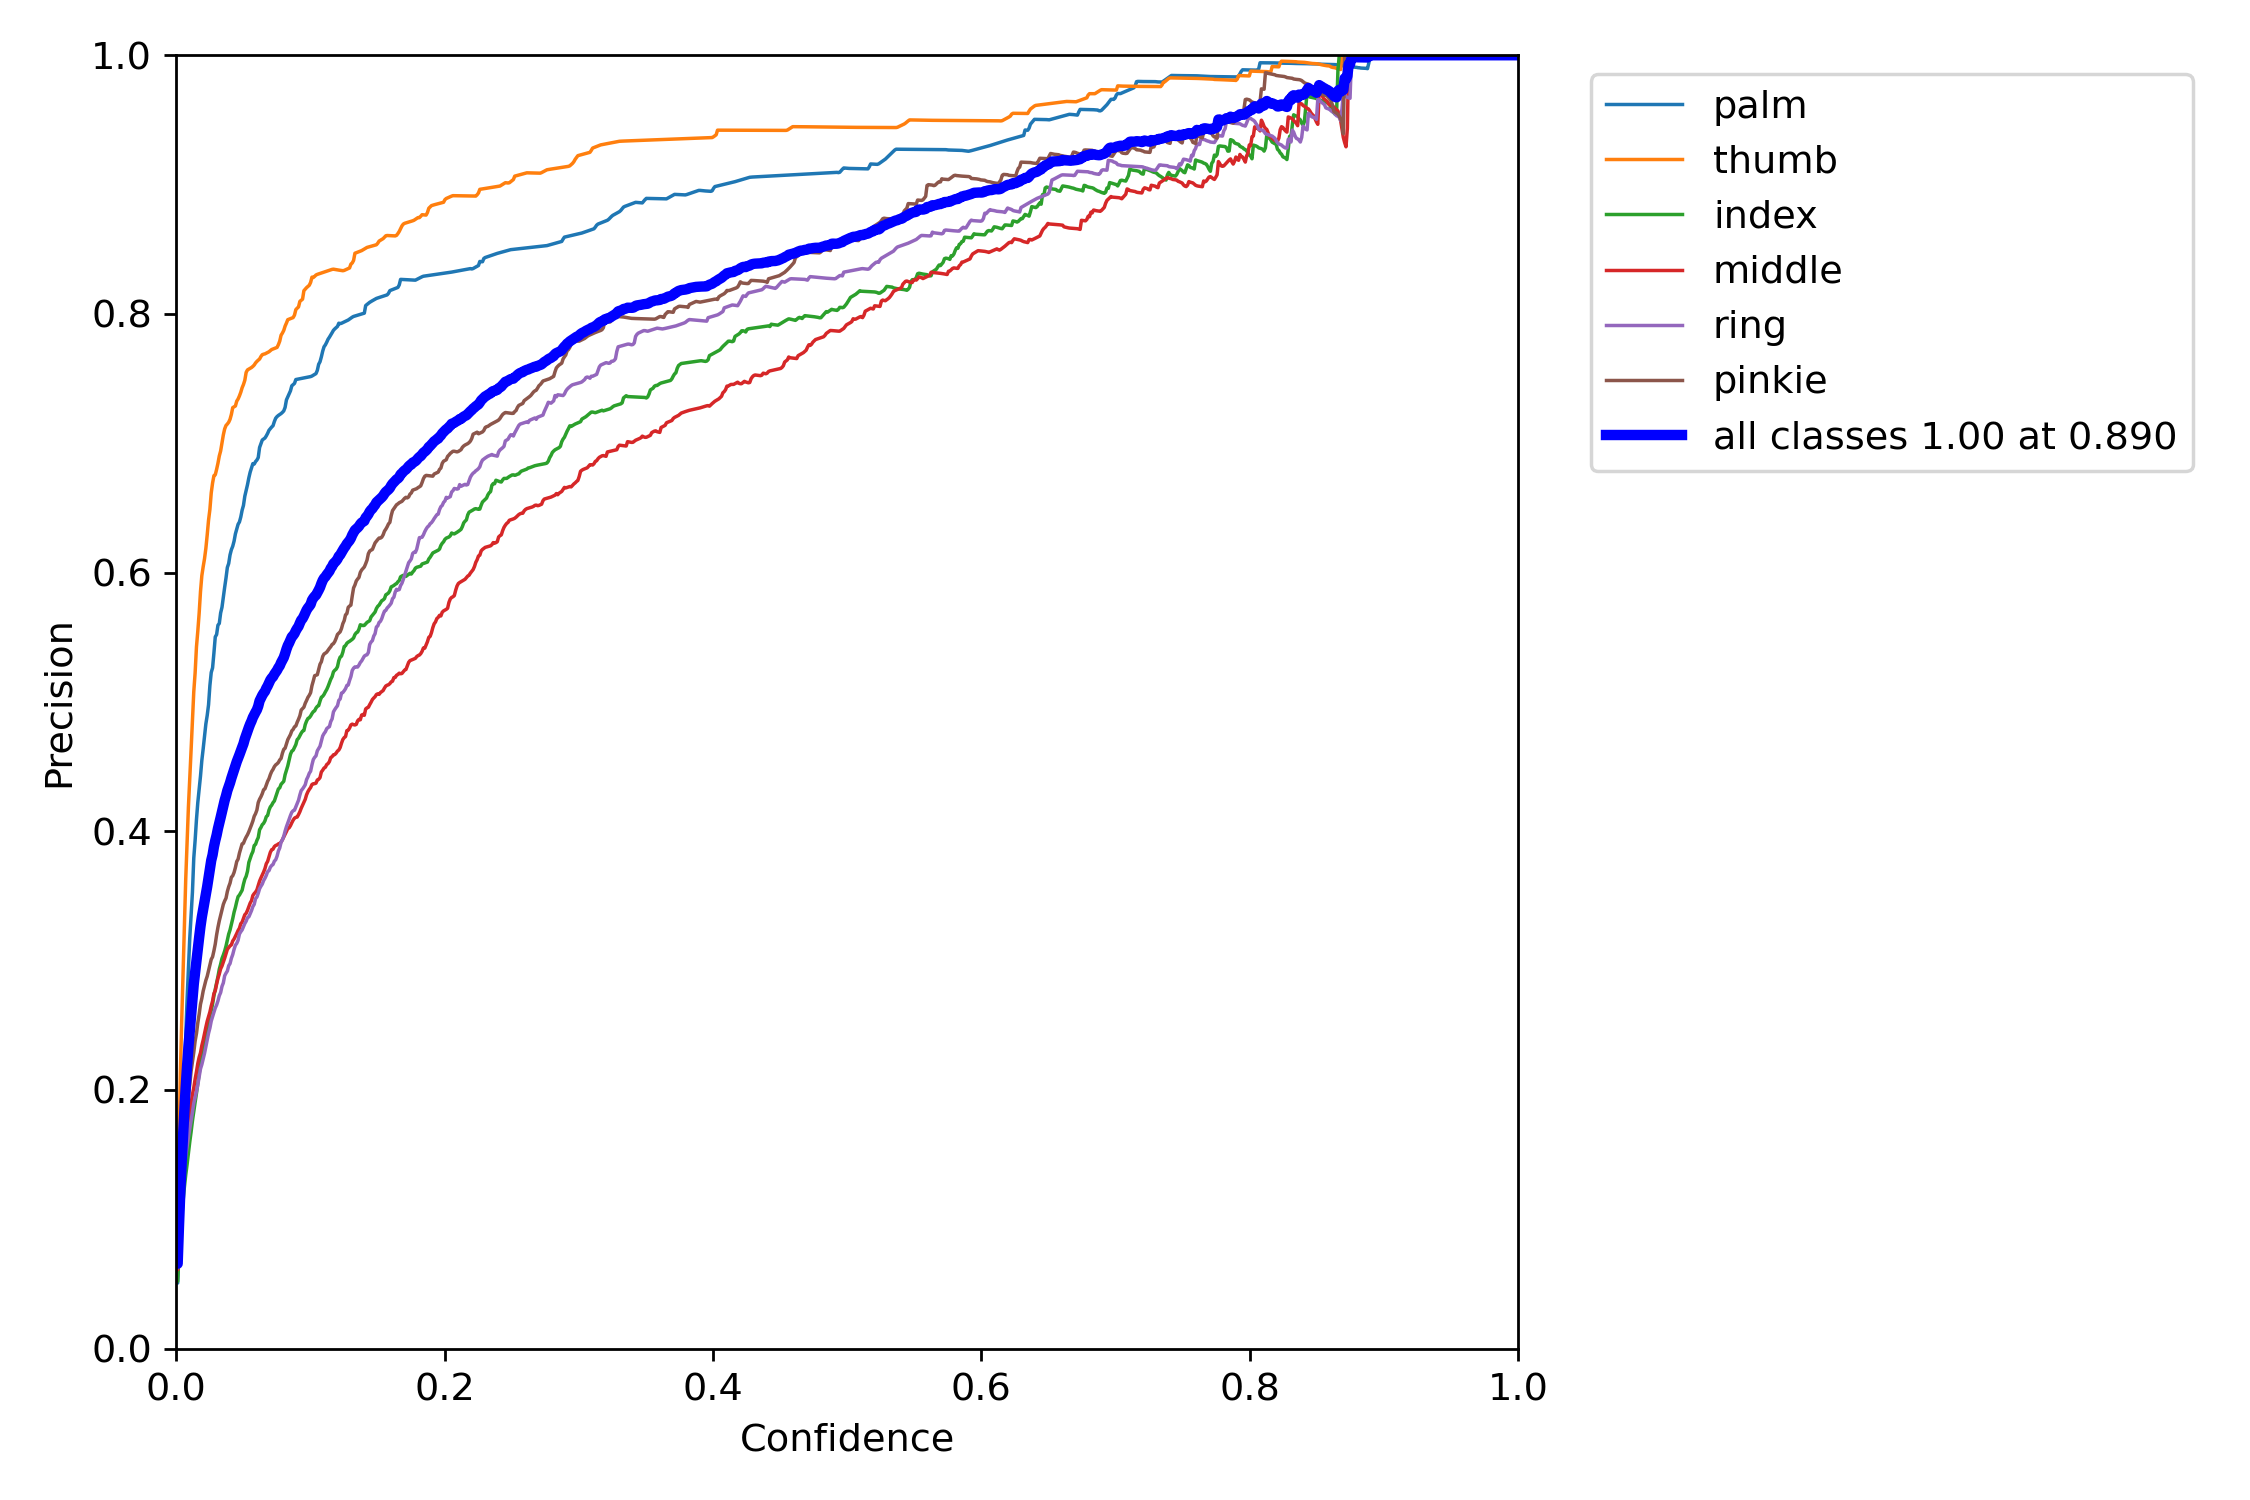 1.0
0.8
0.6
0.4
0.2
0.0
Precision
0.0 0.2 0.4 0.6 0.8 1.0
Confidence
palm
thumb
index
middle
ring
pinkie
all classes 1.00 at 0.890